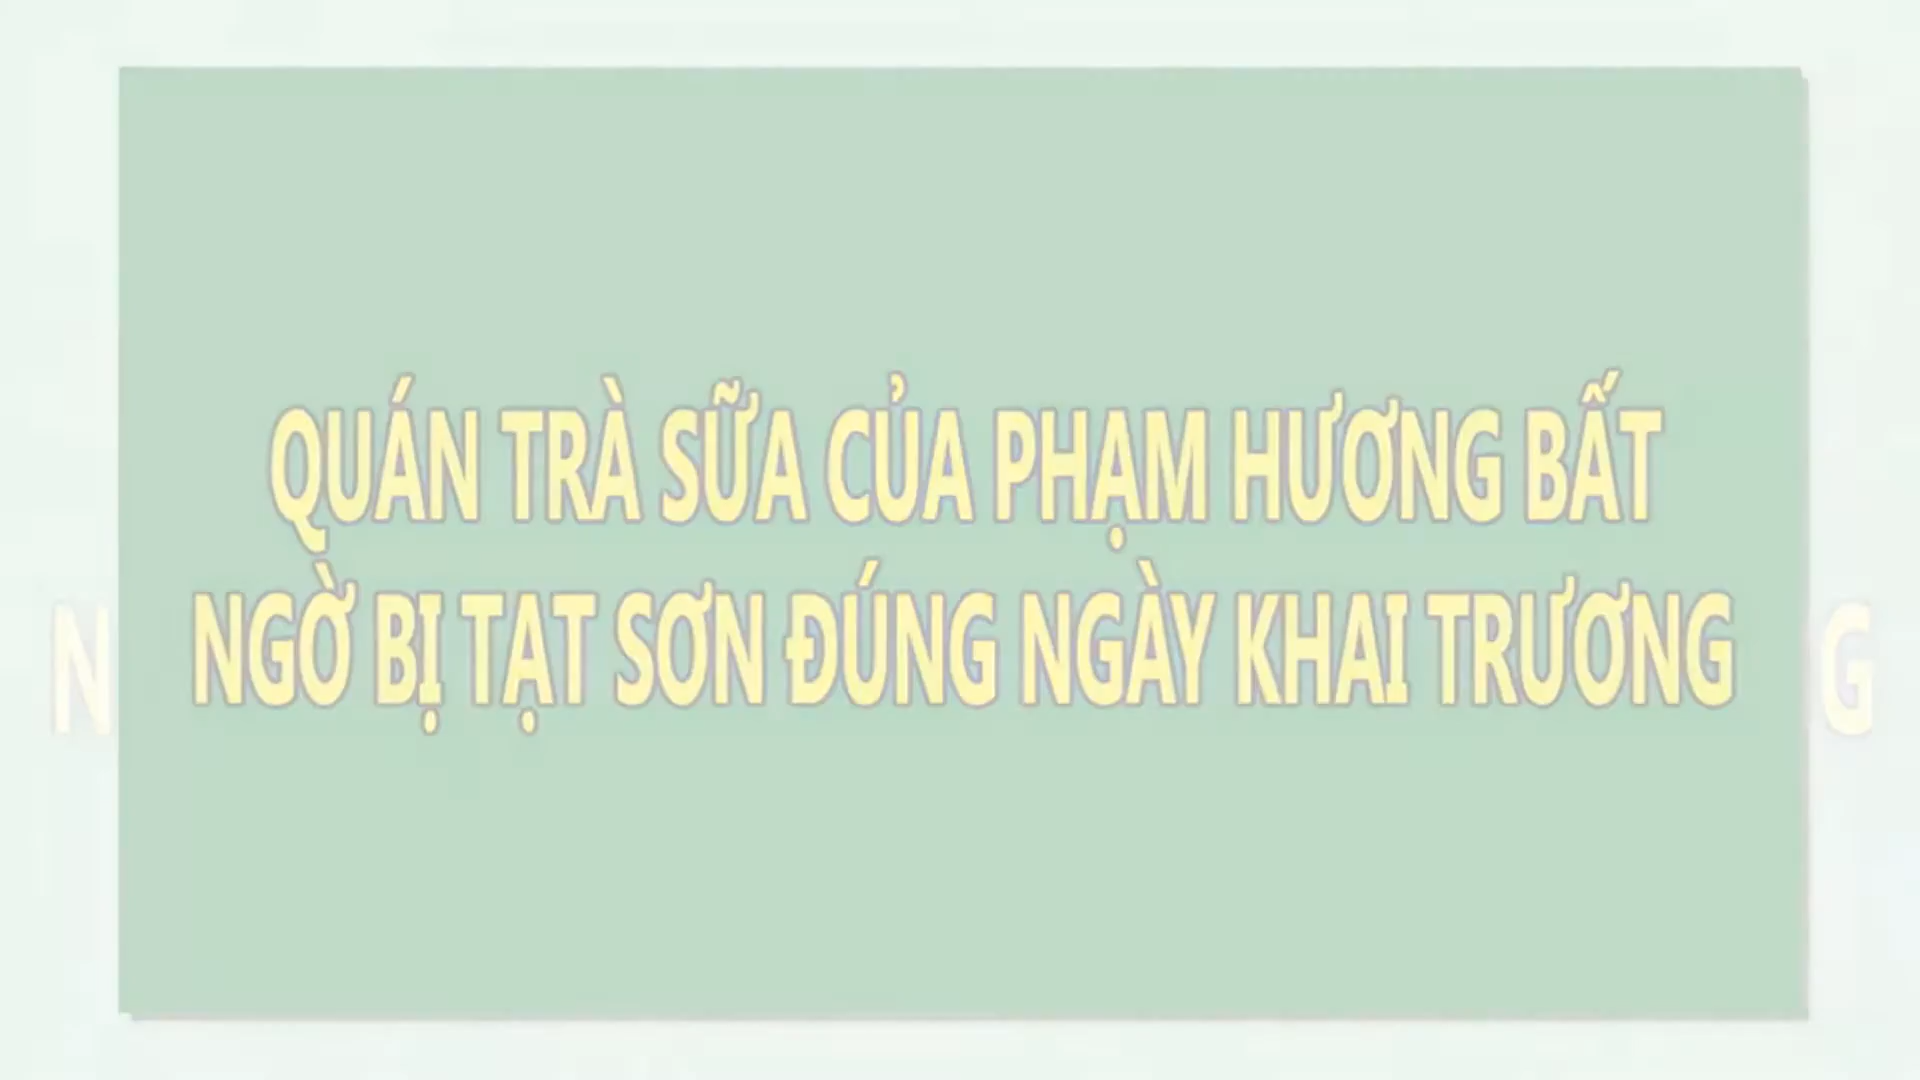 QUÁN TRÀ SỮA CỦA PHẠM HƯƠNG BẤT
NGỜ BỊ TẠT SƠN ĐÚNG NGÀY KHAI TRƯƠNG